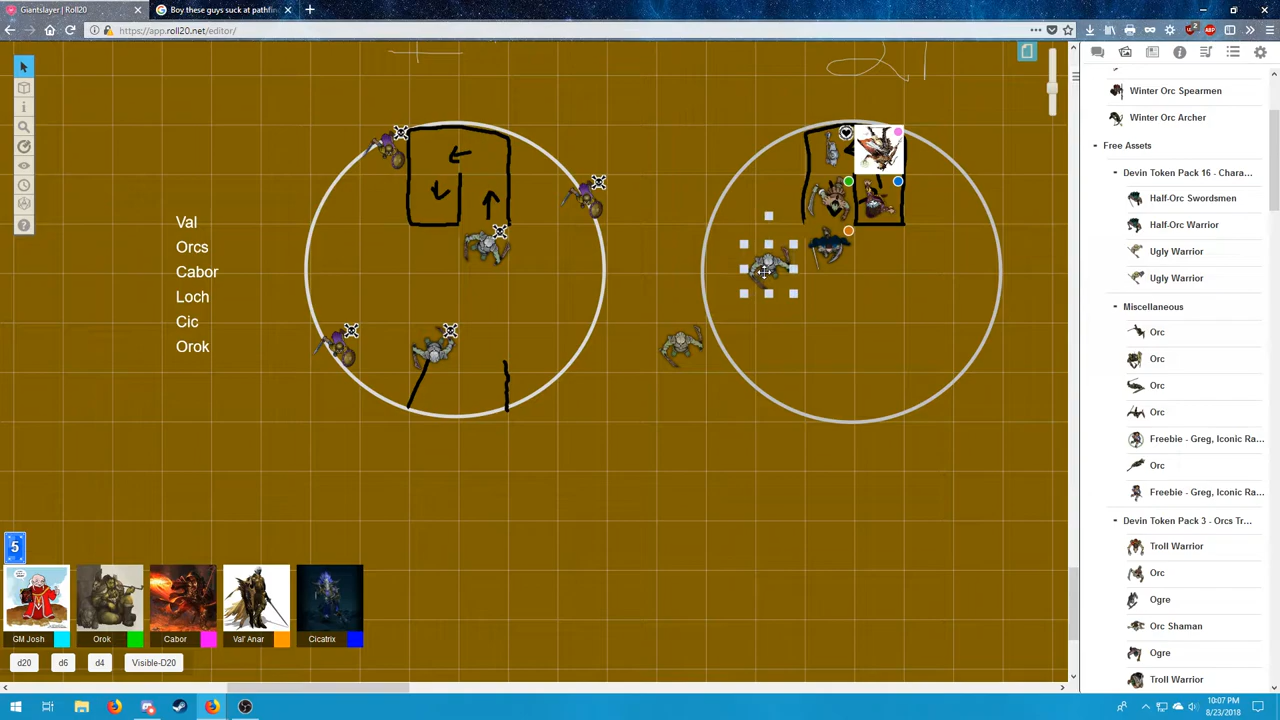 Giantslayer | Roll20
Boy these guys suck at pathfin
https://app.roll20.net/editor/
Winter Orc Spearmen
Winter Orc Archer
Free Assets
Devin Token Pack 16 - Chara...
Half-Orc Swordsmen
Half-Orc Warrior
Ugly Warrior
Ugly Warrior
Miscellaneous
Orc
Orc
Orc
Orc
Freebie - Greg, Iconic Ra...
Orc
Freebie - Greg, Iconic Ra...
Devin Token Pack 3 - Orcs Tr...
Troll Warrior
Orc
Ogre
Orc Shaman
Ogre
Troll Warrior
Val
Orcs
Cabor
Loch
Cic
Orok
5
GM Josh
Orok
Cabor
Val' Anar
Cicatrix
d20
d6
d4
Visible-D20
10:07 PM
8/23/2018